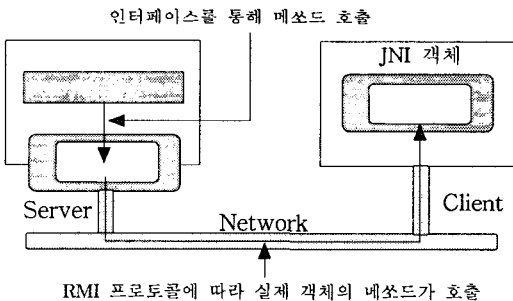 인터페이스를 통해 메쏘드 호출
JNI 객체
Server
Network
Client
RMI 프로토콜에 따라 실제 객체의 메쏘드가 호출